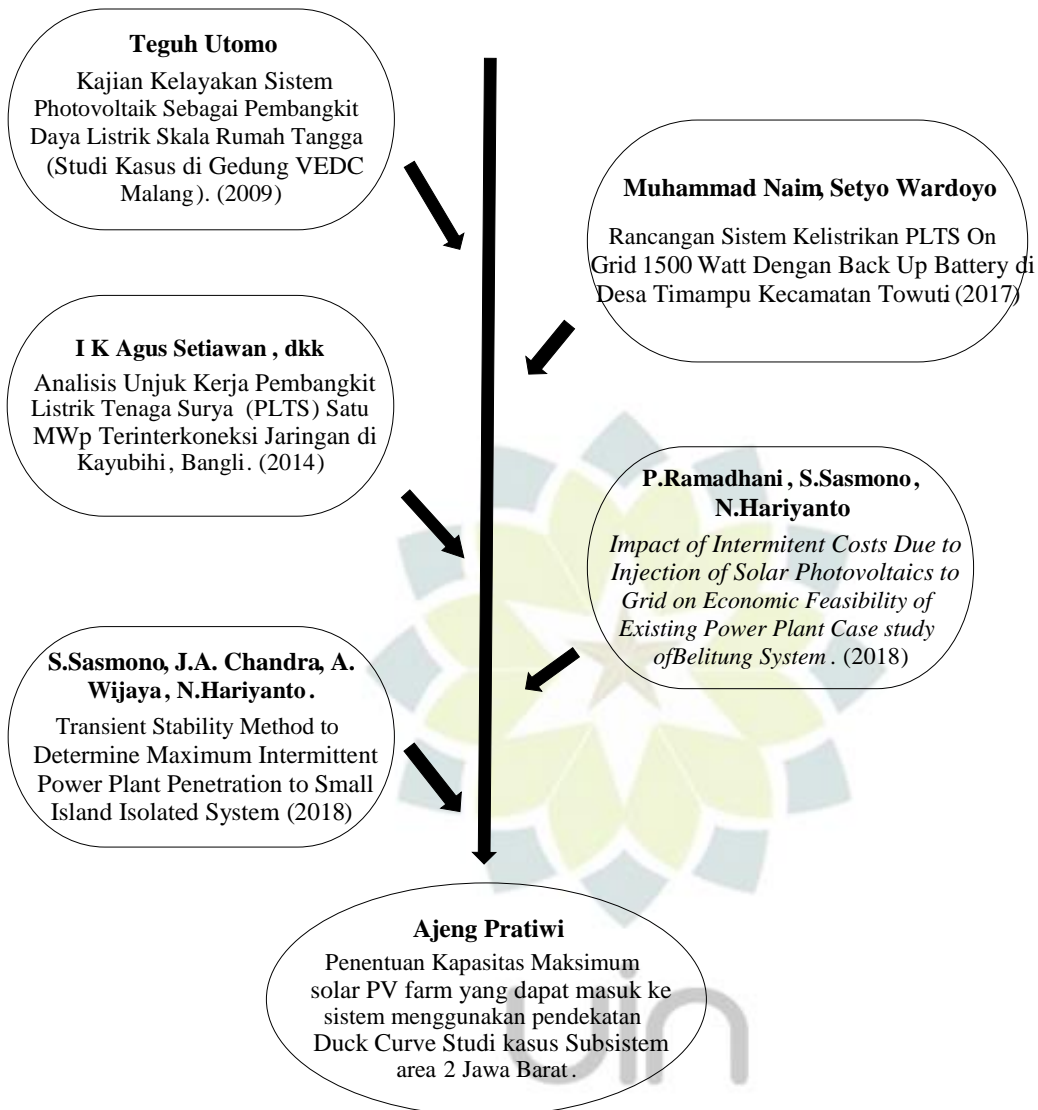 Teguh Utomo
Kajian Kelayakan Sistem
Photovoltaik Sebagai Pembangkit
Daya Listrik Skala Rumah Tangga
(Studi Kasus di Gedung VEDC
Malang). (2009)
Muhammad Naim, Setyo Wardoyo
Rancangan Sistem Kelistrikan PLTS On
Grid 1500 Watt Dengan Back Up Battery di
Desa Timampu Kecamatan Towuti (2017)
I K Agus Setiawan, dkk
Analisis Unjuk Kerja Pembangkit
Listrik Tenaga Surya (PLTS) Satu
MWp Terinterkoneksi Jaringan di
Kayubihi, Bangli. (2014)
P.Ramadhani, S.Sasmono,
N.Hariyanto
Impact of Intermitent Costs Due to
Injection of Solar Photovoltaics to
Grid on Economic Feasibility of
Existing Power Plant Case study
ofBelitung System. (2018)
S.Sasmono, J.A. Chandra, A.
Wijaya, N.Hariyanto.
Transient Stability Method to
Determine Maximum Intermittent
Power Plant Penetration to Small
Island Isolated System (2018)
Ajeng Pratiwi
Penentuan Kapasitas Maksimum
solar PV farm yang dapat masuk ke
sistem menggunakan pendekatan
Duck Curve Studi kasus Subsistem
area 2 Jawa Barat.
uin